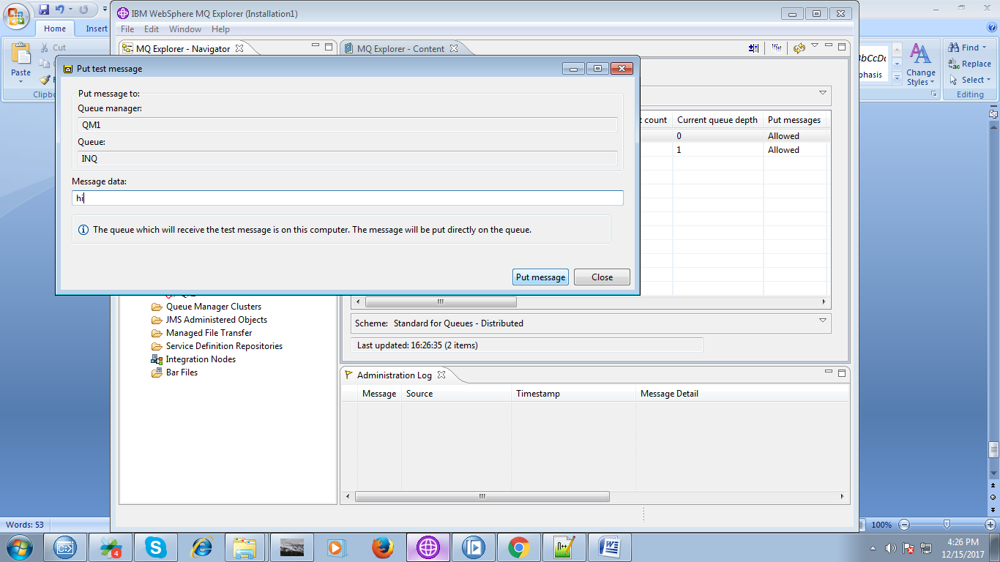 IBM WebSphere MQ Explorer (Installation1)
Home
Insert
File Edit Window Help
Cut
Paste
MQ Explorer - Navigator
MQ Explorer - Content
Find
Replace
Select
Editing
Change
Styles
Put test message
Put message to:
Queue manager:
QM1
Queue:
INQ
Message data:
hi
The queue which will receive the test message is on this computer. The message will be put directly on the queue.
Put message
Close
count
Current queue depth
Put messages
0 Allowed
1 Allowed
Queue Manager Clusters
JMS Administered Objects
Managed File Transfer
Service Definition Repositories
Integration Nodes
Bar Files
Scheme: Standard for Queues - Distributed
Last updated: 16:26:35 (2 items)
Administration Log
Message Source Timestamp Message Detail
Words: 53
100%
C:\>
4
4:26 PM
12/15/2017